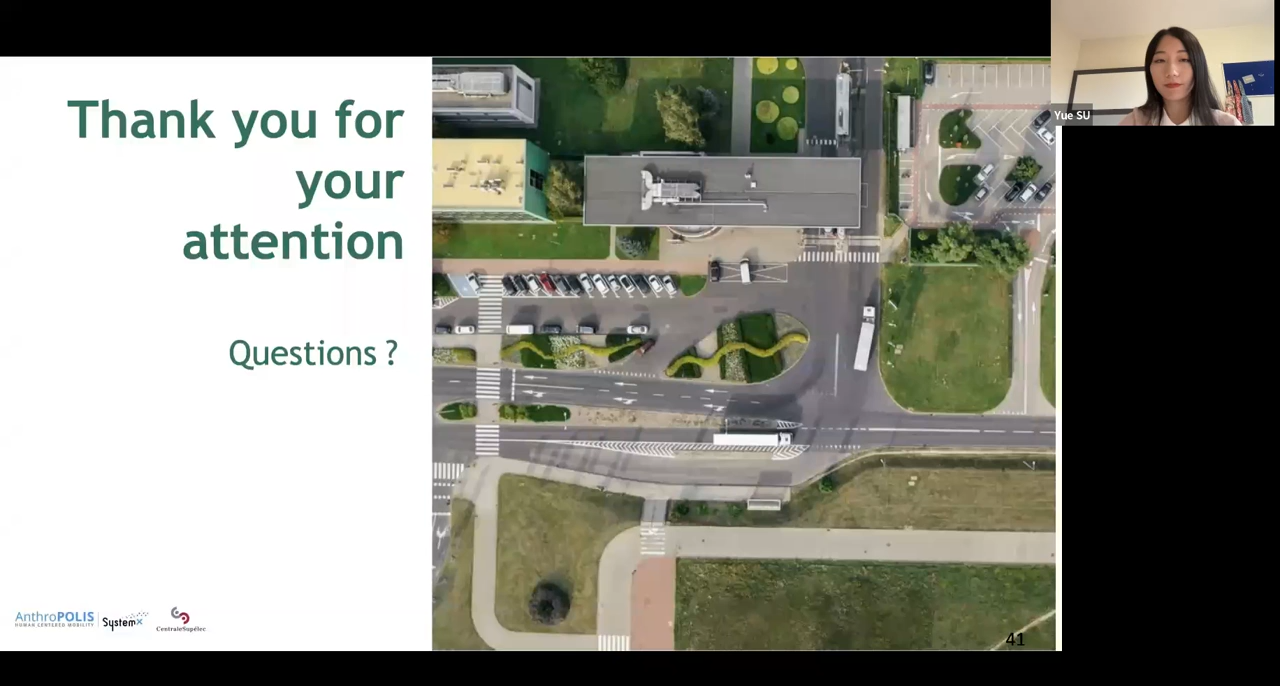 Thank you for
your
attention
Questions ?
AnthroPOLIS
HUMAN CENTERED MOBILITY
SystemX
CentraleSupélec
41
Yue SU